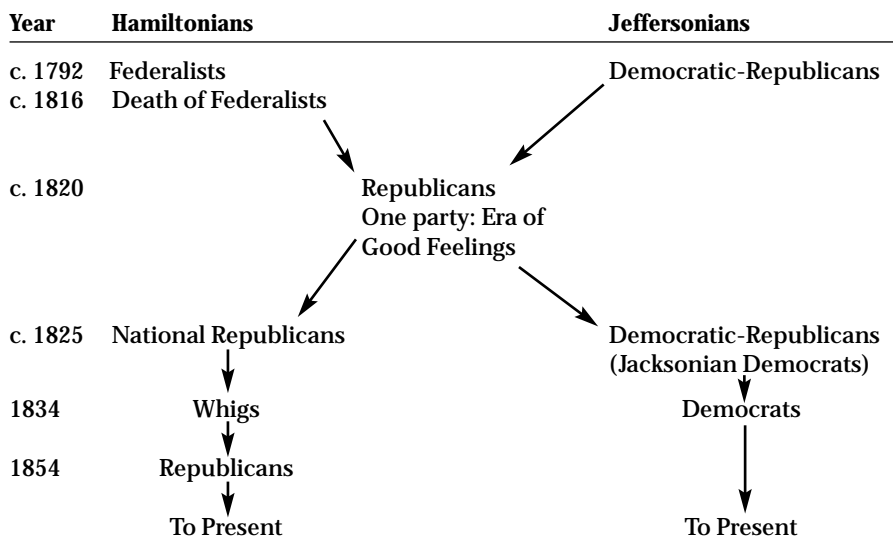 Year Hamiltonians Jeffersonians
c. 1792 Federalists Democratic-Republicans
c. 1816 Death of Federalists
c. 1820 Republicans
One party: Era of
Good Feelings
c. 1825 National Republicans Democratic-Republicans
(Jacksonian Democrats)
1834 Whigs Democrats
1854 Republicans
To Present To Present